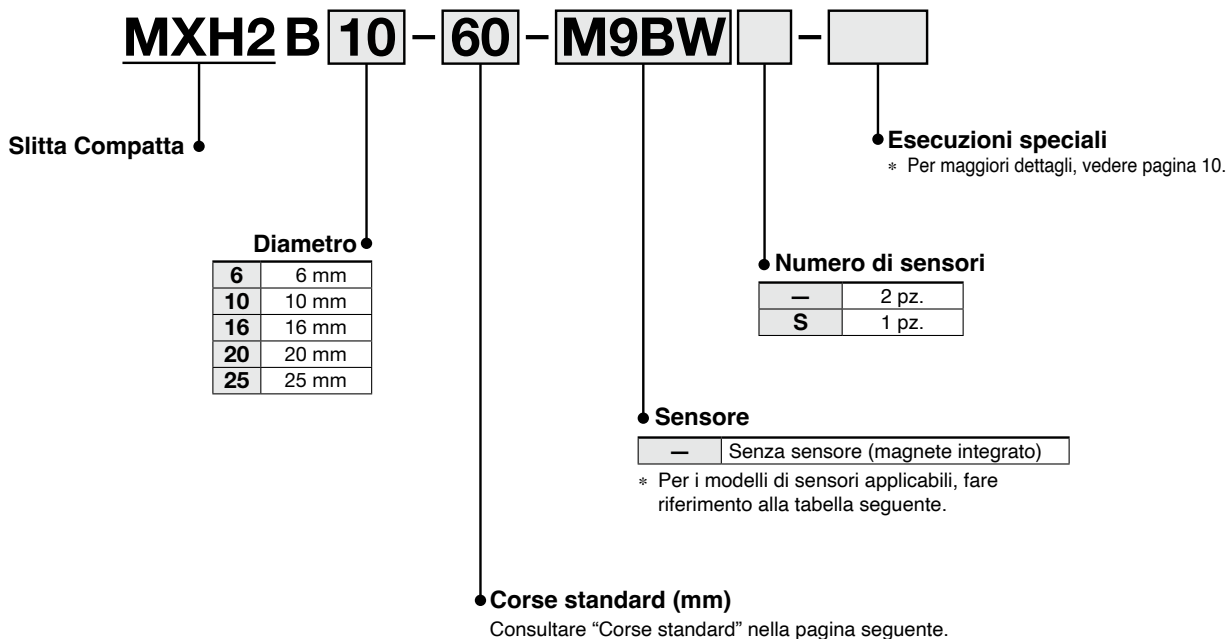 MXH2 B 10 – 60 – M9BW –
Slitta Compatta
Esecuzioni speciali
* Per maggiori dettagli, vedere pagina 10.
Diametro
6 6 mm
10 10 mm
16 16 mm
20 20 mm
25 25 mm
Numero di sensori
— 2 pz.
S 1 pz.
Sensore
— Senza sensore (magnete integrato)
* Per i modelli di sensori applicabili, fare
riferimento alla tabella seguente.
Corse standard (mm)
Consultare “Corse standard” nella pagina seguente.